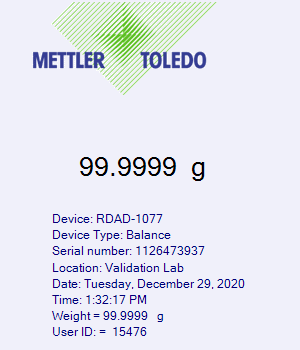 METTLER TOLEDO
99.9999 g
Device: RDAD-1077
Device Type: Balance
Serial number: 1126473937
Location: Validation Lab
Date: Tuesday, December 29, 2020
Time: 1:32:17 PM
Weight = 99.9999 g
User ID: = 15476